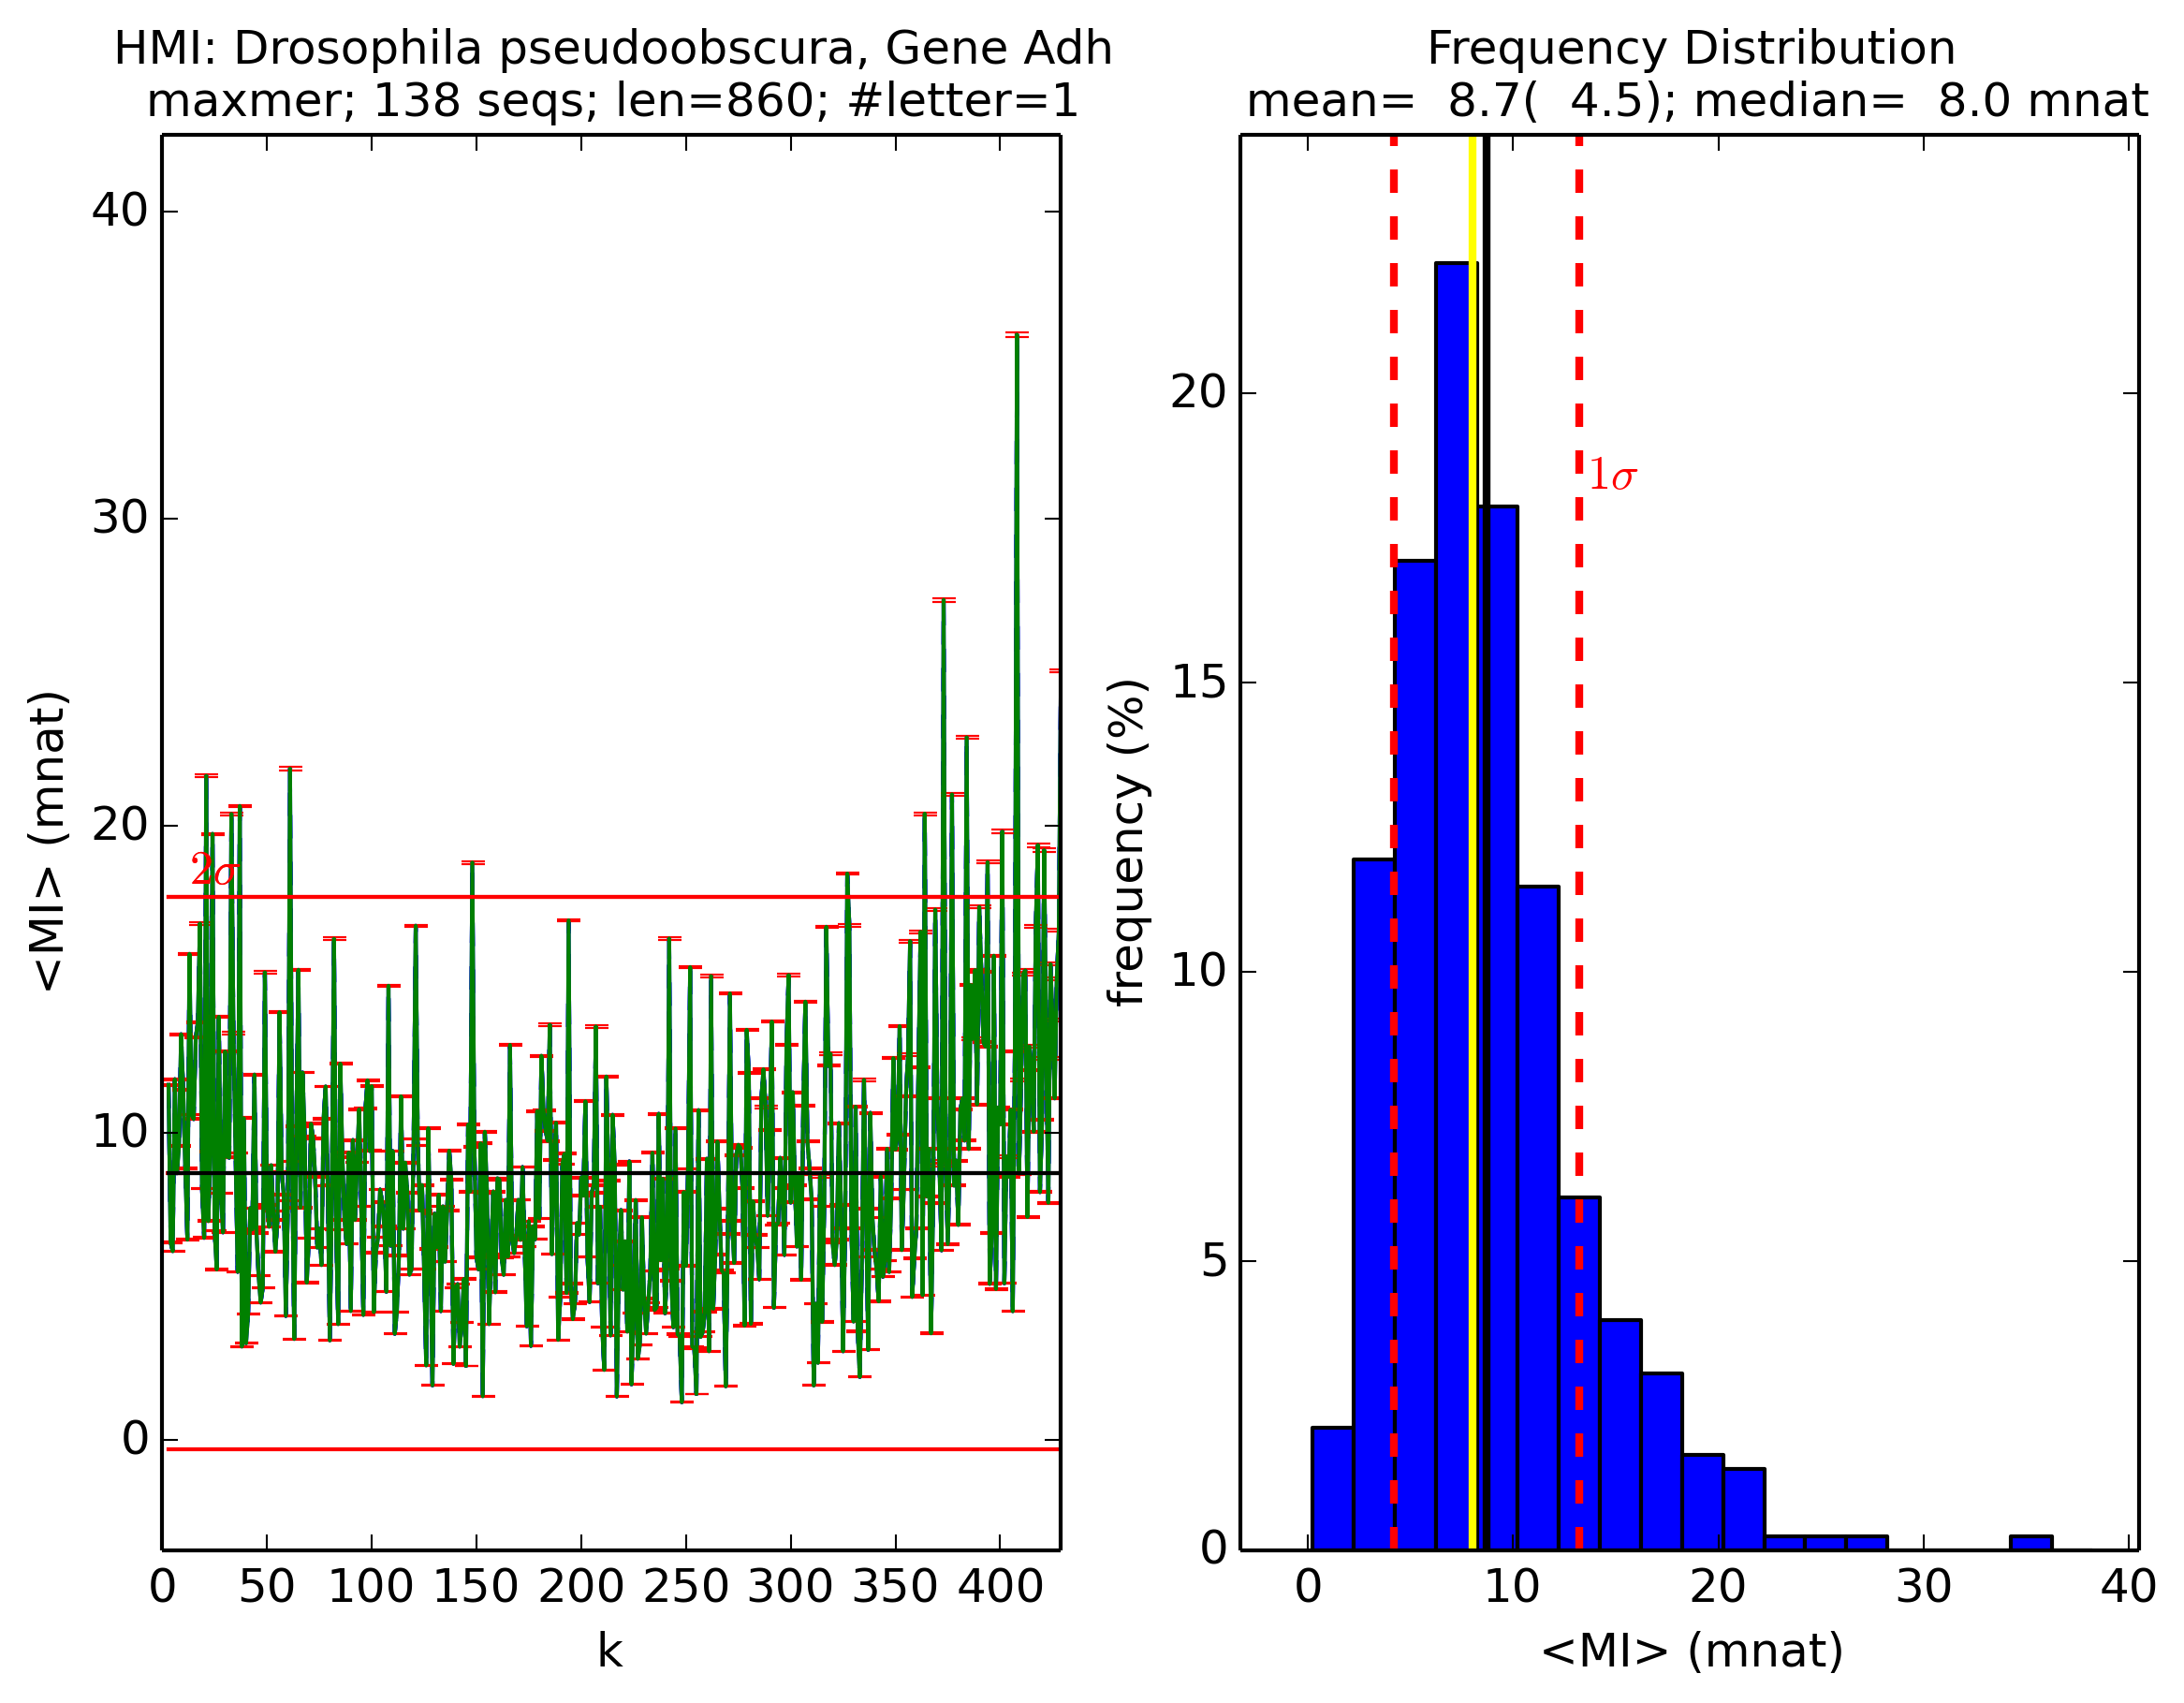 HMI: Drosophila pseudoobscura, Gene Adh
maxmer; 138 seqs; len=860; #letter=1
<MI> (mnat)
40
30
20
10
0
2σ
0 50 100 150 200 250 300 350 400
k
Frequency Distribution
mean= 8.7( 4.5); median= 8.0 mnat
frequency (%)
20
15
10
5
0
1σ
0 10 20 30 40
<MI> (mnat)